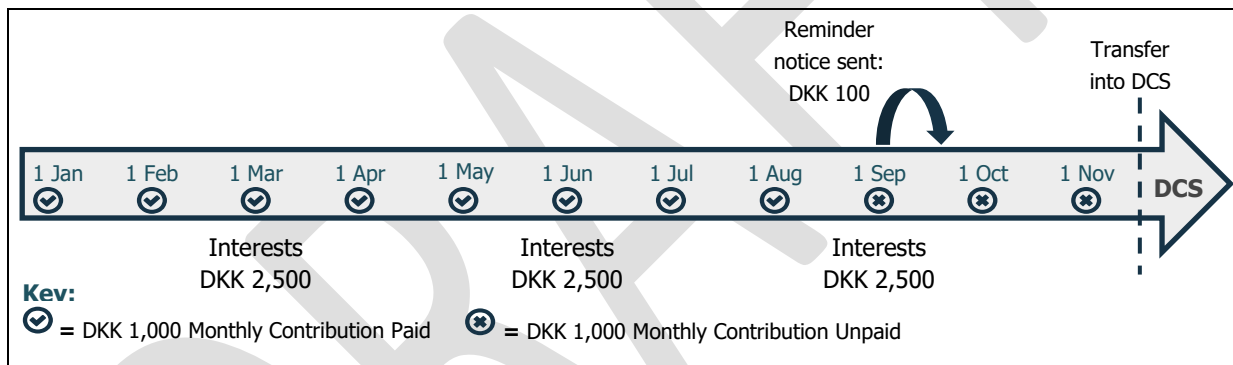 Reminder
notice sent:
DKK 100
Transfer
into DCS
1 Jan 1 Feb 1 Mar 1 Apr 1 May 1 Jun 1 Jul 1 Aug 1 Sep 1 Oct 1 Nov
DCS
Interests Interests Interests
DKK 2,500 DKK 2,500 DKK 2,500
Key:
= DKK 1,000 Monthly Contribution Paid = DKK 1,000 Monthly Contribution Unpaid
DRAFT